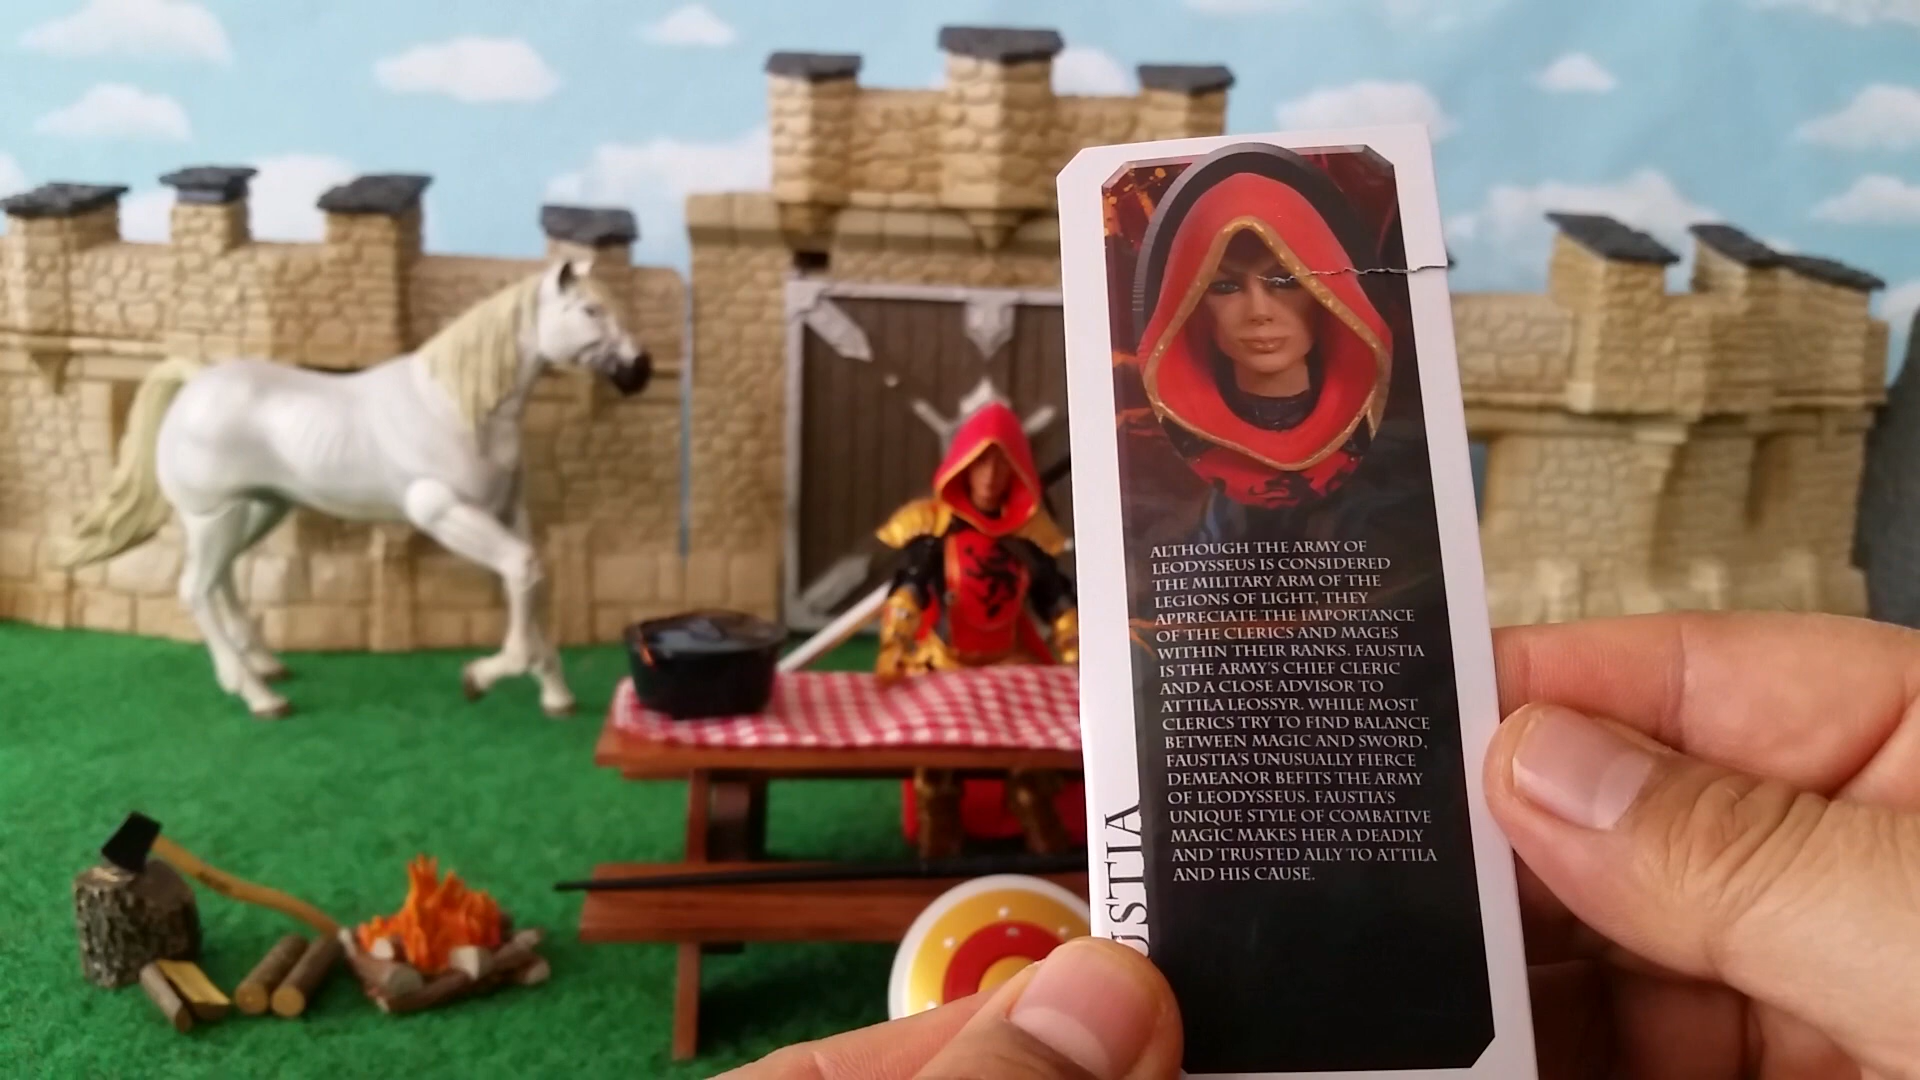 ALTHOUGH THE ARMY OF
LEODYSSEUS IS CONSIDERED
THE MILITARY ARM OF THE
LEGIONS OF LIGHT, THEY
APPRECIATE THE IMPORTANCE
OF THE CLERICS AND MAGES
WITHIN THEIR RANKS. FAUSTIA
IS THE ARMY'S CHIEF CLERIC
AND A CLOSE ADVISOR TO
ATTILA LEOSSYR. WHILE MOST
CLERICS TRY TO FIND BALANCE
BETWEEN MAGIC AND SWORD,
FAUSTIA'S UNUSUALLY FIERCE
DEMEANOR BEFITS THE ARMY
OF LEODYSSEUS. FAUSTIA'S
UNIQUE STYLE OF COMBATIVE
MAGIC MAKES HER A DEADLY
AND TRUSTED ALLY TO ATTILA
AND HIS CAUSE.
USTIA